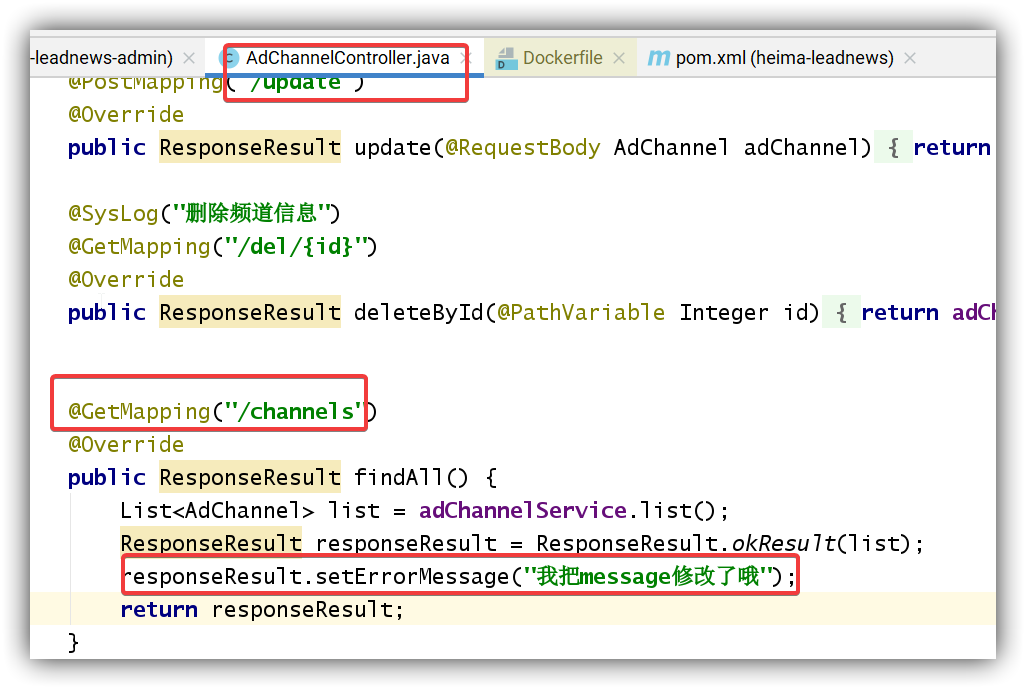 -leadnews-admin) × C AdChannelController.java × Dockerfile × m pom.xml (heima-leadnews) ×
@PostMapping("/update")
@Override
public ResponseResult update(@RequestBody AdChannel adChannel) { return
@SysLog("删除频道信息")
@GetMapping("/del/{id}")
@Override
public ResponseResult deleteById(@PathVariable Integer id) { return adCh
@GetMapping("/channels")
@Override
public ResponseResult findAll() {
List<AdChannel> list = adChannelService.list();
ResponseResult responseResult = ResponseResult.okResult(list);
responseResult.setErrorMessage("我把message修改了哦");
return responseResult;
}